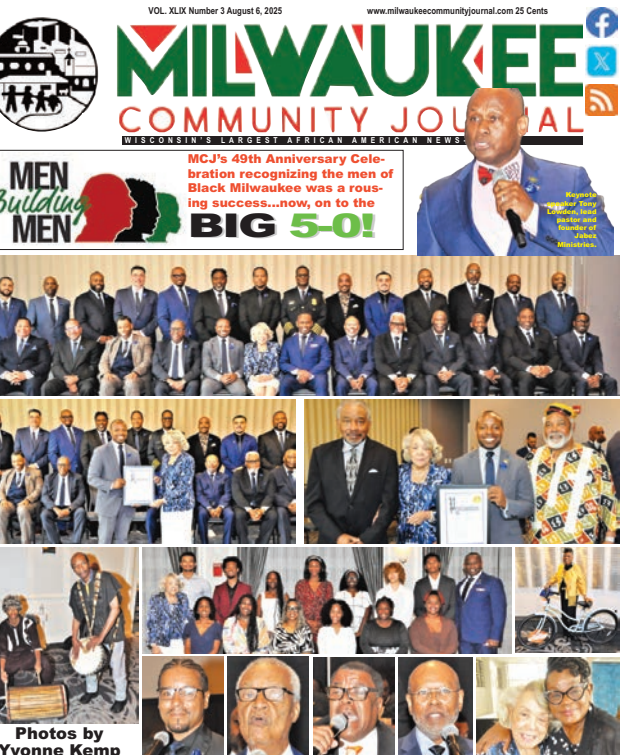 VOL. XLIX Number 3 August 6, 2025
www.milwaukeecommunityjournal.com 25 Cents
MILWAUKEE
COMMUNITY JOU NAL
WISCONSIN'S LARGEST AFRICAN AMERICAN NEWS
MEN
Building
MEN
MCJ's 49th Anniversary Cele-
bration recognizing the men of
Black Milwaukee was a rous-
ing success...now, on to the
BIG 5-0!
Keynote
speaker Tony
Lowden, lead
pastor and
founder of
Jabez
Ministries.
Photos by
Yvonne Kemp